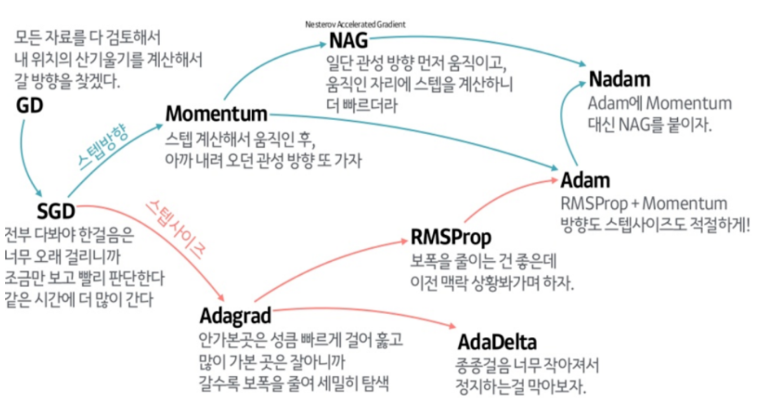 모든 자료를 다 검토해서
내 위치의 산기울기를 계산해서
갈 방향을 찾겠다.
GD
스텝방향
SGD
전부 다봐야 한걸음은
너무 오래 걸리니까
조금만 보고 빨리 판단한다
같은 시간에 더 많이 간다
Momentum
스텝 계산해서 움직인 후,
아까 내려 오던 관성 방향 또 가자
Nesterov Accelerated Gradient
NAG
일단 관성 방향 먼저 움직이고,
움직인 자리에 스텝을 계산하니
더 빠르더라
Nadam
Adam에 Momentum
대신 NAG를 붙이자.
Adam
RMSProp + Momentum
방향도 스텝사이즈도 적절하게!
스텝사이즈
RMSProp
보폭을 줄이는 건 좋은데
이전 맥락 상황봐가며 하자.
Adagrad
안가본곳은 성큼 빠르게 걸어 훑고
많이 가본 곳은 잘아니까
갈수록 보폭을 줄여 세밀히 탐색
AdaDelta
종종걸음 너무 작아져서
정지하는걸 막아보자.